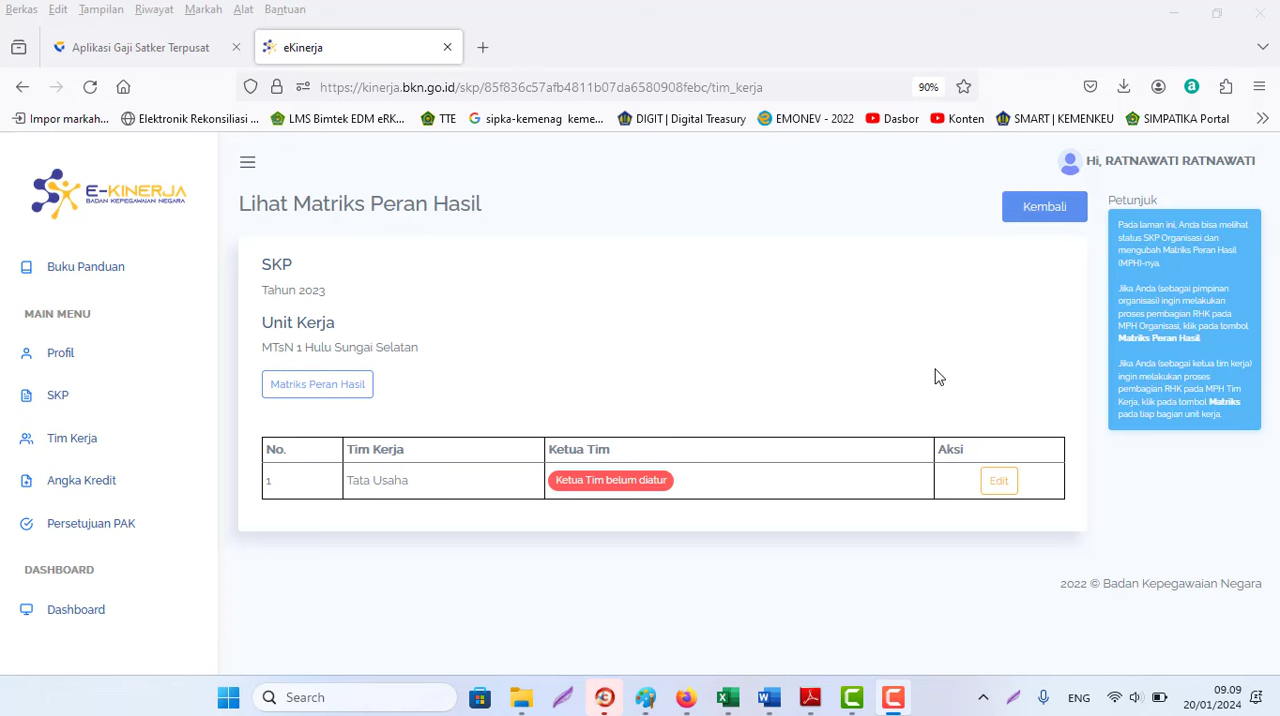 Berkas Edit Tampilan Riwayat Markah Alat Bantuan
Aplikasi Gaji Satker Terpusat
eKinerja
https://kinerja.bkn.go.id/skp/85f836c57afb4811b07da6580908febc/tim_kerja
90%
Impor markah...
Elektronik Rekonsiliasi ...
LMS Bimtek EDM eRK...
TTE
sipka-kemenag keme...
DIGIT | Digital Treasury
EMONEV - 2022
Dasbor
Konten
SMART | KEMENKEU
SIMPATIKA Portal
E-KINERJA
BADAN KEPEGAWAIAN NEGARA
Buku Panduan
MAIN MENU
Profil
SKP
Tim Kerja
Angka Kredit
Persetujuan PAK
DASHBOARD
Dashboard
Hi, RATNAWATI RATNAWATI
Lihat Matriks Peran Hasil
Kembali
SKP
Tahun 2023
Unit Kerja
MTsN 1 Hulu Sungai Selatan
Matriks Peran Hasil
No. Tim Kerja Ketua Tim Aksi
1 Tata Usaha Ketua Tim belum diatur Edit
Petunjuk
Pada laman ini, Anda bisa melihat
status SKP Organisasi dan
mengubah Matriks Peran Hasil
(MPH)-nya.
Jika Anda (sebagai pimpinan
organisasi) ingin melakukan
proses pembagian RHK pada
MPH Organisasi, klik pada tombol
Matriks Peran Hasil
Jika Anda (sebagai ketua tim kerja)
ingin melakukan proses
pembagian RHK pada MPH Tim
Kerja, klik pada tombol Matriks
pada tiap bagian unit kerja.
2022 © Badan Kepegawaian Negara
Search
ENG
09.09
20/01/2024